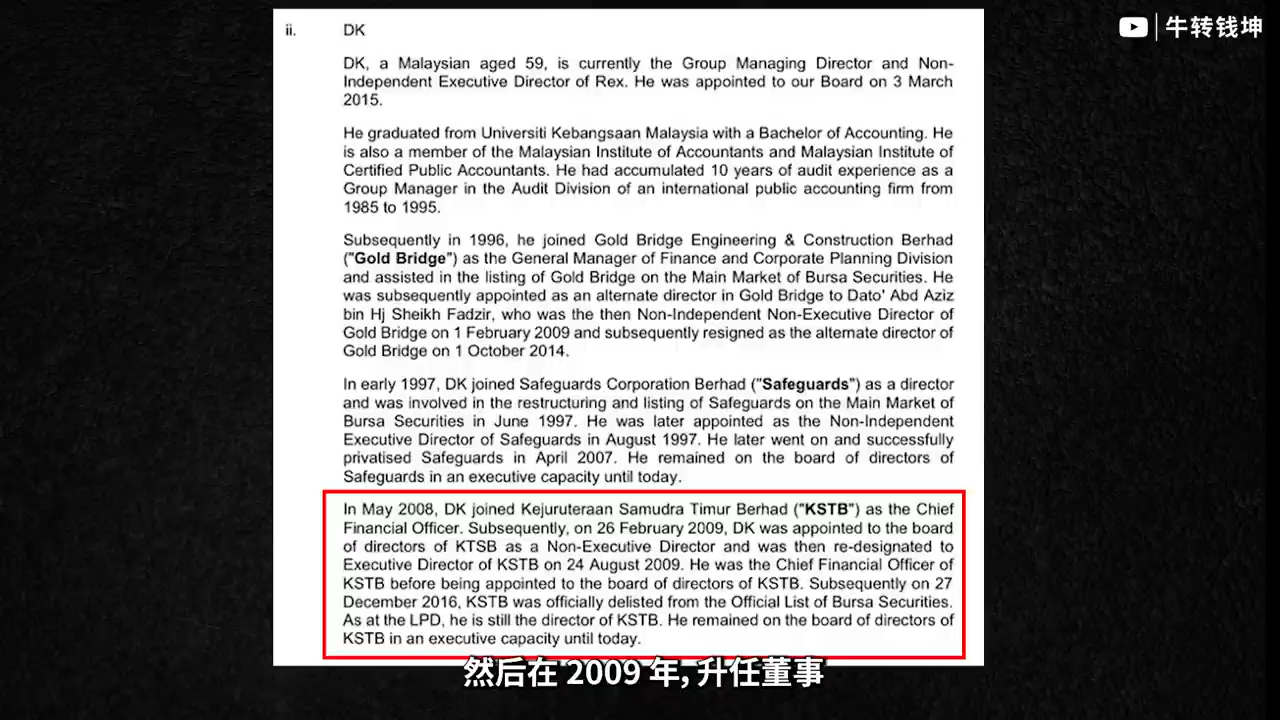 牛转钱坤
ii. DK
DK, a Malaysian aged 59, is currently the Group Managing Director and Non-
Independent Executive Director of Rex. He was appointed to our Board on 3 March
2015.
He graduated from Universiti Kebangsaan Malaysia with a Bachelor of Accounting. He
is also a member of the Malaysian Institute of Accountants and Malaysian Institute of
Certified Public Accountants. He had accumulated 10 years of audit experience as a
Group Manager in the Audit Division of an international public accounting firm from
1985 to 1995.
Subsequently in 1996, he joined Gold Bridge Engineering & Construction Berhad
("Gold Bridge") as the General Manager of Finance and Corporate Planning Division
and assisted in the listing of Gold Bridge on the Main Market of Bursa Securities. He
was subsequently appointed as an alternate director in Gold Bridge to Dato' Abd Aziz
bin Hj Sheikh Fadzir, who was the then Non-Independent Non-Executive Director of
Gold Bridge on 1 February 2009 and subsequently resigned as the alternate director of
Gold Bridge on 1 October 2014.
In early 1997, DK joined Safeguards Corporation Berhad ("Safeguards") as a director
and was involved in the restructuring and listing of Safeguards on the Main Market of
Bursa Securities in June 1997. He was later appointed as the Non-Independent
Executive Director of Safeguards in August 1997. He later went on and successfully
privatised Safeguards in April 2007. He remained on the board of directors of
Safeguards in an executive capacity until today.
In May 2008, DK joined Kejuruteraan Samudra Timur Berhad ("KSTB") as the Chief
Financial Officer. Subsequently, on 26 February 2009, DK was appointed to the board
of directors of KTSB as a Non-Executive Director and was then re-designated to
Executive Director of KSTB on 24 August 2009. He was the Chief Financial Officer of
KSTB before being appointed to the board of directors of KSTB. Subsequently on 27
December 2016, KSTB was officially delisted from the Official List of Bursa Securities.
As at the LPD, he is still the director of KSTB. He remained on the board of directors of
KSTB in an executive capacity until today.
然后在 2009 年, 升任董事